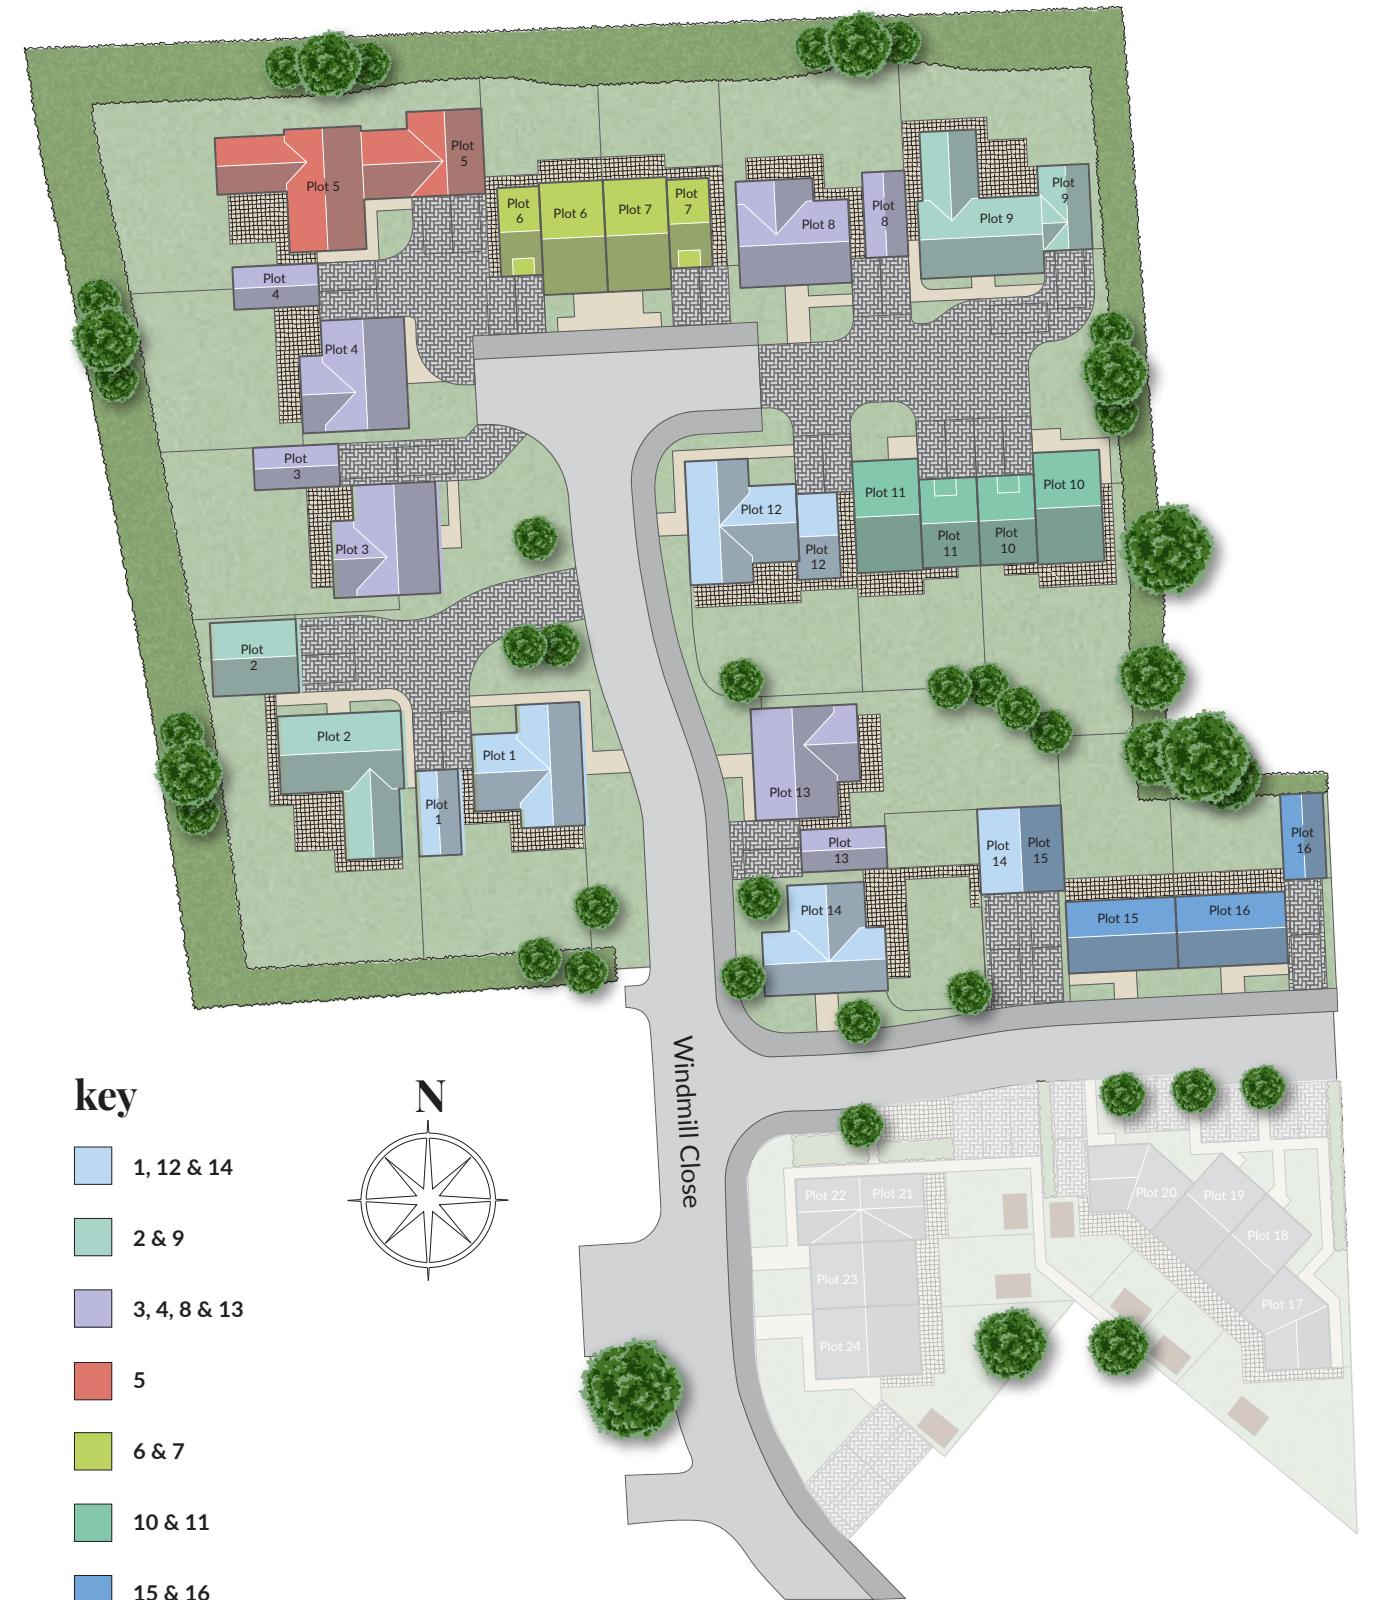 Plot
5
Plot 5
Plot
6
Plot 6
Plot 7
Plot
7
Plot 8
Plot
8
Plot 9
Plot
9
Plot
4
Plot 4
Plot
3
Plot 3
Plot 12
Plot
12
Plot 11
Plot
11
Plot
10
Plot 10
Plot
2
Plot 2
Plot
1
Plot 1
Plot 13
Plot
13
Plot 14
Plot
14
Plot
15
Plot 15
Plot 16
Plot
16
Windmill Close
Plot 22
Plot 21
Plot 23
Plot 24
Plot 20
Plot 19
Plot 18
Plot 17
key
N
1, 12 & 14
2 & 9
3, 4, 8 & 13
5
6 & 7
10 & 11
15 & 16